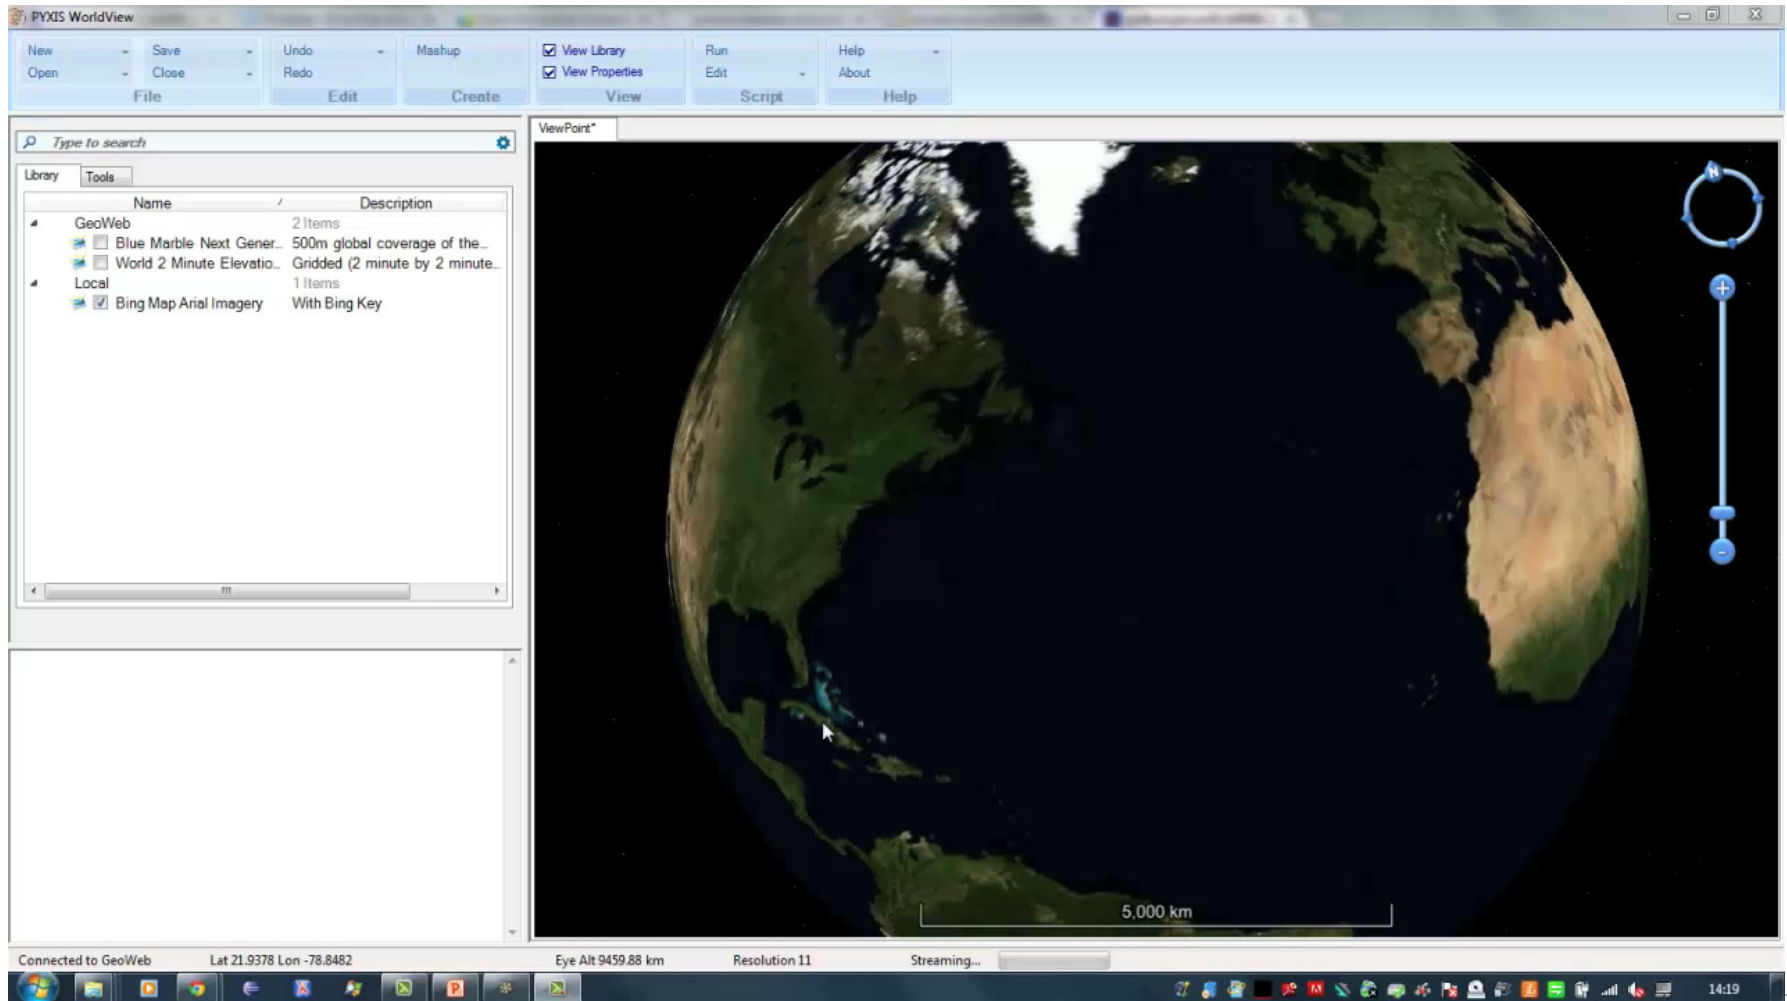 PYXIS WorldView
New Save Undo Mashup View Library Run Help
Open Close Redo View Properties Edit About
File Edit Create View Script Help
Type to search
ViewPoint*
Library Tools
Name Description
GeoWeb 2 Items
Blue Marble Next Gener... 500m global coverage of the...
World 2 Minute Elevatio... Gridded (2 minute by 2 minute...
Local 1 Items
Bing Map Arial Imagery With Bing Key
N
5,000 km
Connected to GeoWeb Lat 21.9378 Lon -78.8482 Eye Alt 9459.88 km Resolution 11 Streaming...
14:19